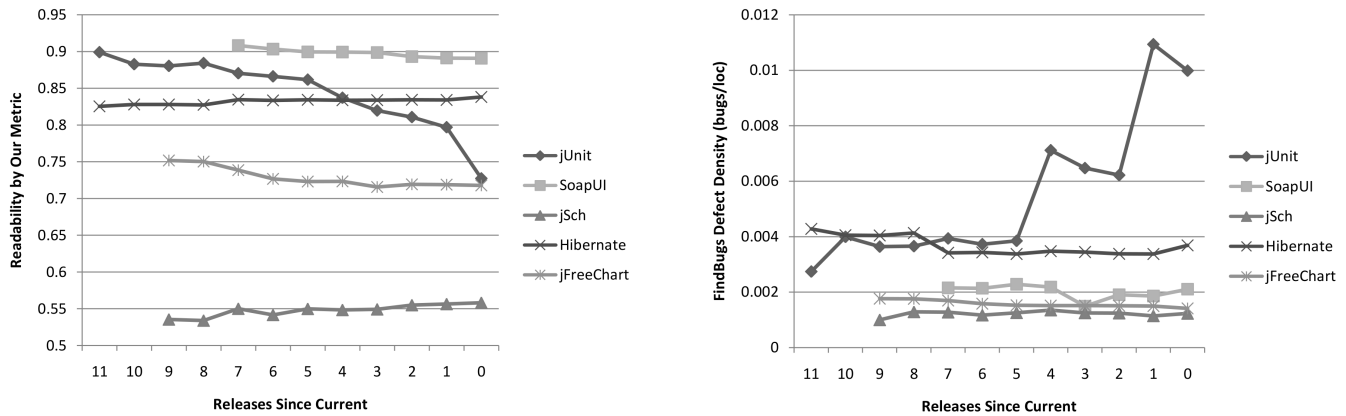 0.95
0.9
0.85
0.8
0.75
0.7
0.65
0.6
0.55
0.5
Readability by Our Metric
11 10 9 8 7 6 5 4 3 2 1 0
Releases Since Current
jUnit
SoapUI
jSch
Hibernate
jFreeChart
0.012
0.01
0.008
0.006
0.004
0.002
0
FindBugs Defect Density (bugs/loc)
11 10 9 8 7 6 5 4 3 2 1 0
Releases Since Current
jUnit
SoapUI
jSch
Hibernate
jFreeChart